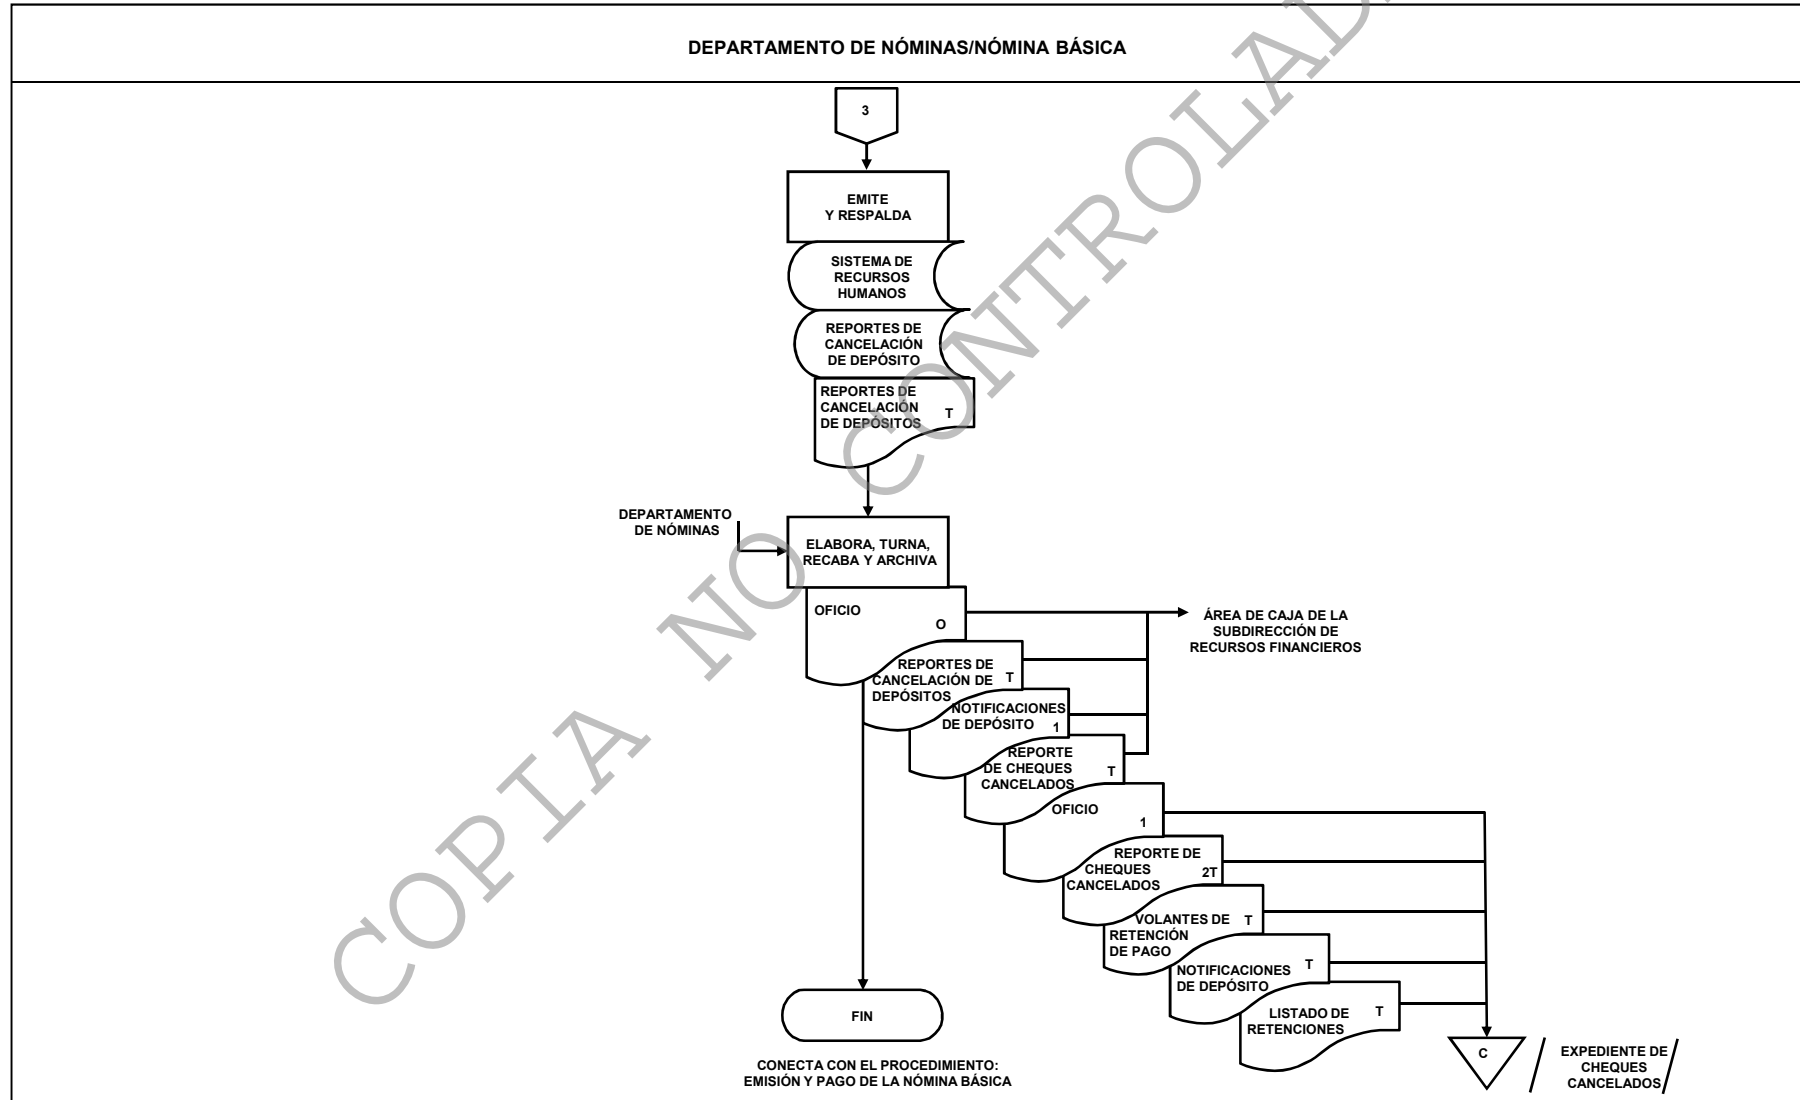 DEPARTAMENTO DE NÓMINAS/NÓMINA BÁSICA
3
EMITE
Y RESPALDA
SISTEMA DE
RECURSOS
HUMANOS
REPORTES DE
CANCELACIÓN
DE DEPÓSITO
REPORTES DE
CANCELACIÓN
DE DEPÓSITOS
T
DEPARTAMENTO
DE NÓMINAS
ELABORA, TURNA,
RECABA Y ARCHIVA
OFICIO
O
ÁREA DE CAJA DE LA
SUBDIRECCIÓN DE
RECURSOS FINANCIEROS
REPORTES DE
CANCELACIÓN DE
DEPÓSITOS
T
NOTIFICACIONES
DE DEPÓSITO
1
REPORTE
DE CHEQUES
CANCELADOS
T
OFICIO
1
REPORTE DE
CHEQUES
CANCELADOS
2T
VOLANTES DE
RETENCIÓN
DE PAGO
T
NOTIFICACIONES
DE DEPÓSITO
T
LISTADO DE
RETENCIONES
T
FIN
CONECTA CON EL PROCEDIMIENTO:
EMISIÓN Y PAGO DE LA NÓMINA BÁSICA
C
EXPEDIENTE DE
CHEQUES
CANCELADOS
COPIA NO CONTROLAD